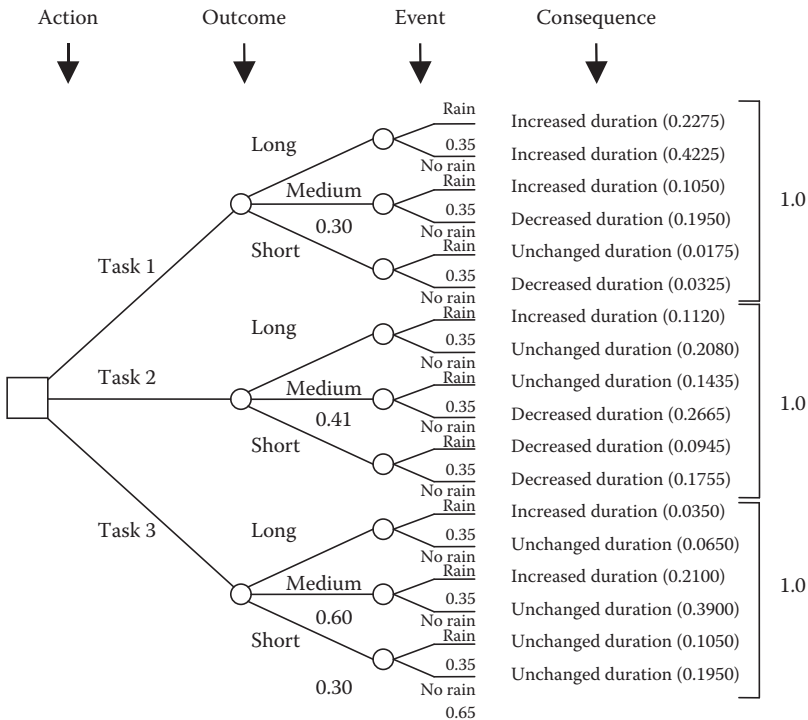 Action Outcome Event Consequence
Rain
Increased duration (0.2275)
Long
0.35
Increased duration (0.4225)
No rain
Rain
Increased duration (0.1050)
Medium
0.35
0.30
Decreased duration (0.1950)
No rain
Rain
Short
Unchanged duration (0.0175)
0.35
Decreased duration (0.0325)
No rain
1.0
Task 1
Rain
Increased duration (0.1120)
Long
0.35
Unchanged duration (0.2080)
No rain
Rain
Task 2
Unchanged duration (0.1435)
Medium
0.35
0.41
Decreased duration (0.2665)
No rain
Rain
Short
Decreased duration (0.0945)
0.35
Decreased duration (0.1755)
No rain
1.0
Rain
Increased duration (0.0350)
Task 3
Long
0.35
Unchanged duration (0.0650)
No rain
Rain
Increased duration (0.2100)
Medium
0.35
0.60
Unchanged duration (0.3900)
No rain
Rain
Short
Unchanged duration (0.1050)
0.35
Unchanged duration (0.1950)
0.30
No rain
0.65
1.0